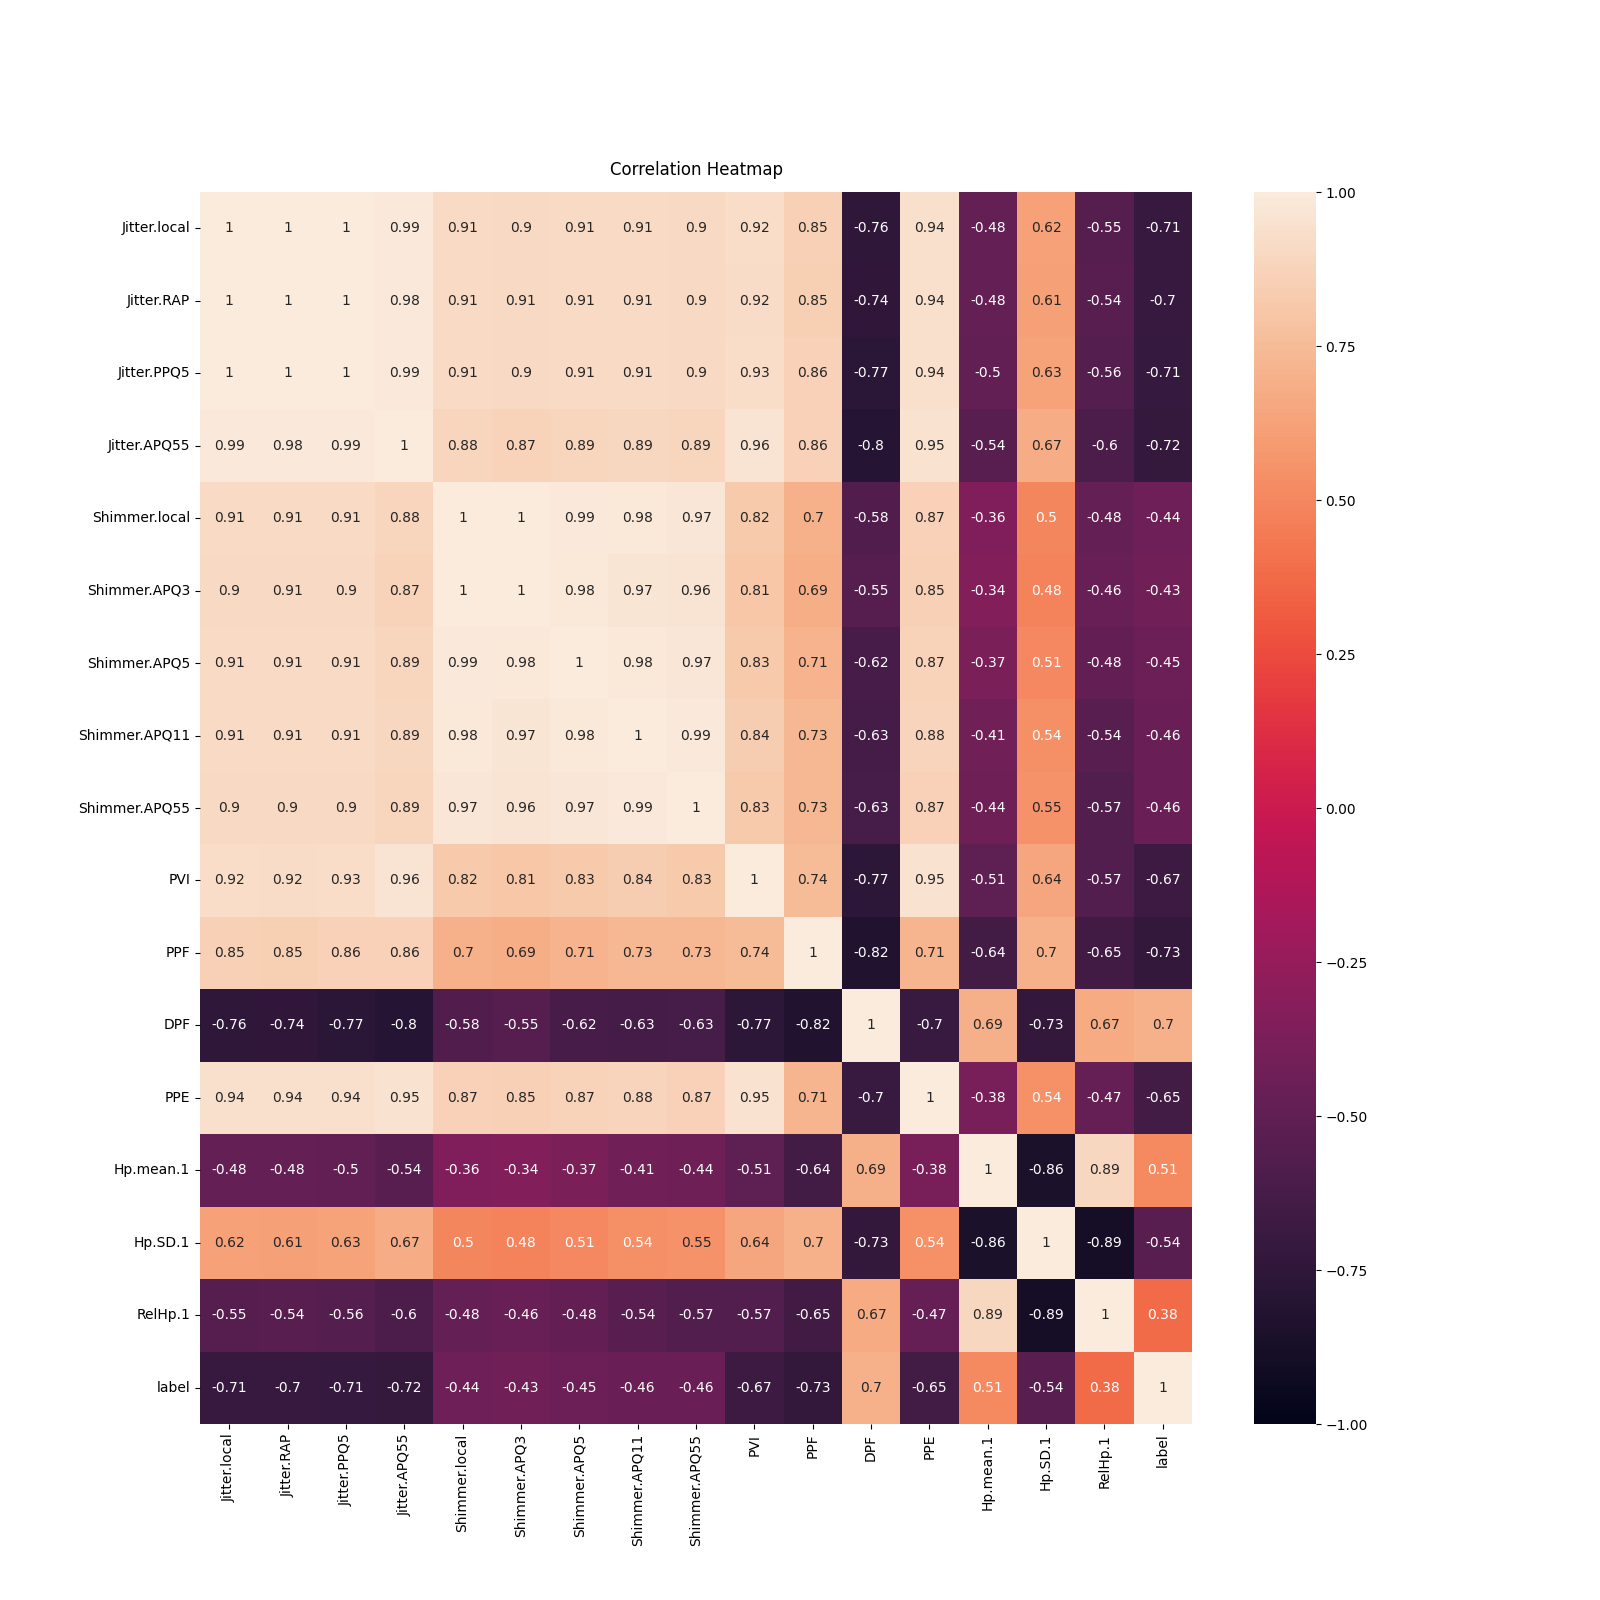 Correlation Heatmap
Jitter.local 1 1 1 0.99 0.91 0.9 0.91 0.91 0.9 0.92 0.85 -0.76 0.94 -0.48 0.62 -0.55 -0.71
Jitter.RAP 1 1 1 0.98 0.91 0.91 0.91 0.91 0.9 0.92 0.85 -0.74 0.94 -0.48 0.61 -0.54 -0.7
Jitter.PPQ5 1 1 1 0.99 0.91 0.9 0.91 0.91 0.9 0.93 0.86 -0.77 0.94 -0.5 0.63 -0.56 -0.71
Jitter.APQ55 0.99 0.98 0.99 1 0.88 0.87 0.89 0.89 0.89 0.96 0.86 -0.8 0.95 -0.54 0.67 -0.6 -0.72
Shimmer.local 0.91 0.91 0.91 0.88 1 1 0.99 0.98 0.97 0.82 0.7 -0.58 0.87 -0.36 0.5 -0.48 -0.44
Shimmer.APQ3 0.9 0.91 0.9 0.87 1 1 0.98 0.97 0.96 0.81 0.69 -0.55 0.85 -0.34 0.48 -0.46 -0.43
Shimmer.APQ5 0.91 0.91 0.91 0.89 0.99 0.98 1 0.98 0.97 0.83 0.71 -0.62 0.87 -0.37 0.51 -0.48 -0.45
Shimmer.APQ11 0.91 0.91 0.91 0.89 0.98 0.97 0.98 1 0.99 0.84 0.73 -0.63 0.88 -0.41 0.54 -0.54 -0.46
Shimmer.APQ55 0.9 0.9 0.9 0.89 0.97 0.96 0.97 0.99 1 0.83 0.73 -0.63 0.87 -0.44 0.55 -0.57 -0.46
PVI 0.92 0.92 0.93 0.96 0.82 0.81 0.83 0.84 0.83 1 0.74 -0.77 0.95 -0.51 0.64 -0.57 -0.67
PPF 0.85 0.85 0.86 0.86 0.7 0.69 0.71 0.73 0.73 0.74 1 -0.82 0.71 -0.64 0.7 -0.65 -0.73
DPF -0.76 -0.74 -0.77 -0.8 -0.58 -0.55 -0.62 -0.63 -0.63 -0.77 -0.82 1 -0.7 0.69 -0.73 0.67 0.7
PPE 0.94 0.94 0.94 0.95 0.87 0.85 0.87 0.88 0.87 0.95 0.71 -0.7 1 -0.38 0.54 -0.47 -0.65
Hp.mean.1 -0.48 -0.48 -0.5 -0.54 -0.36 -0.34 -0.37 -0.41 -0.44 -0.51 -0.64 0.69 -0.38 1 -0.86 0.89 0.51
Hp.SD.1 0.62 0.61 0.63 0.67 0.5 0.48 0.51 0.54 0.55 0.64 0.7 -0.73 0.54 -0.86 1 -0.89 -0.54
RelHp.1 -0.55 -0.54 -0.56 -0.6 -0.48 -0.46 -0.48 -0.54 -0.57 -0.57 -0.65 0.67 -0.47 0.89 -0.89 1 0.38
label -0.71 -0.7 -0.71 -0.72 -0.44 -0.43 -0.45 -0.46 -0.46 -0.67 -0.73 0.7 -0.65 0.51 -0.54 0.38 1
Jitter.local
Jitter.RAP
Jitter.PPQ5
Jitter.APQ55
Shimmer.local
Shimmer.APQ3
Shimmer.APQ5
Shimmer.APQ11
Shimmer.APQ55
PVI
PPF
DPF
PPE
Hp.mean.1
Hp.SD.1
RelHp.1
label
1.00
0.75
0.50
0.25
0.00
−0.25
−0.50
−0.75
−1.00